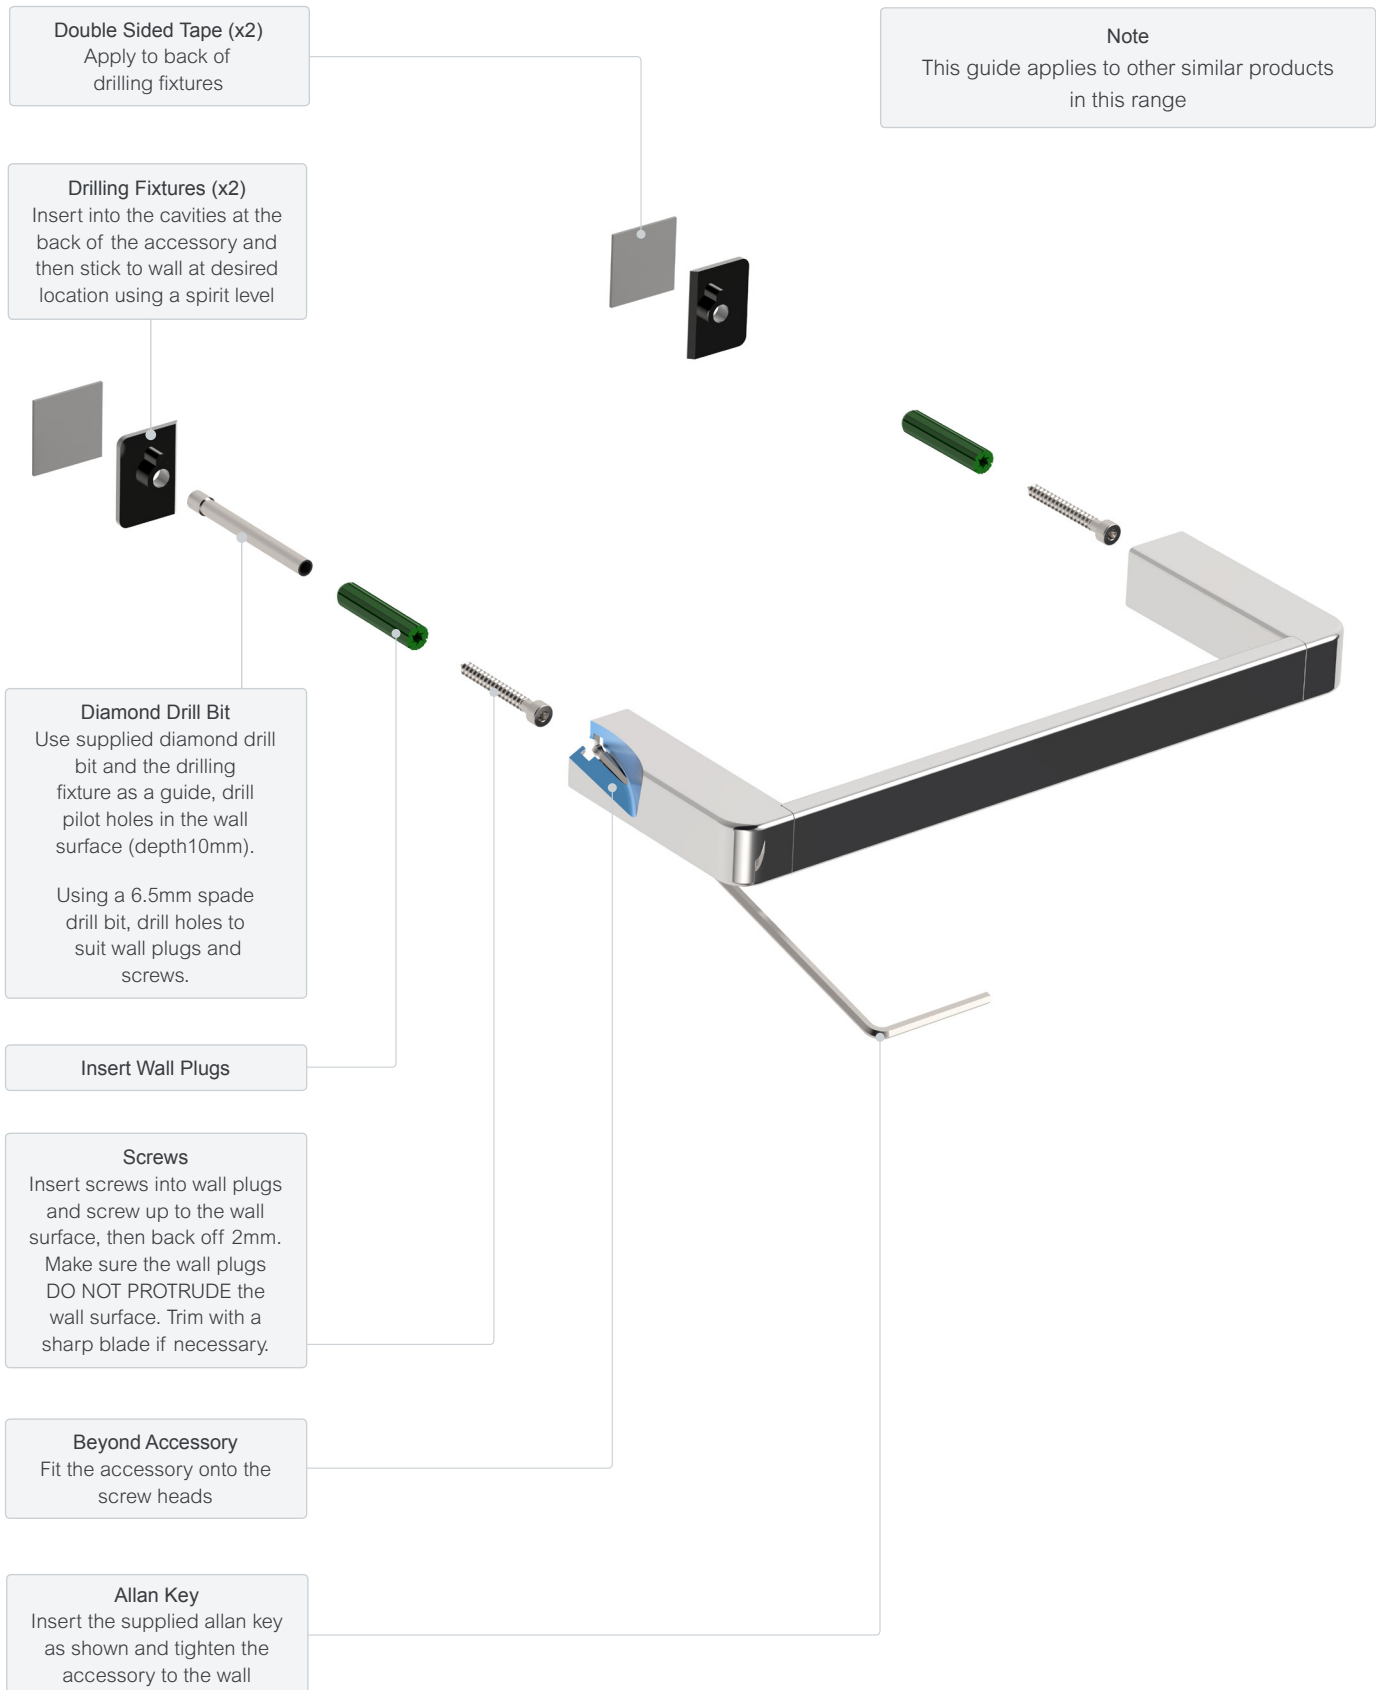 Double Sided Tape (x2)
Apply to back of
drilling fixtures
Note
This guide applies to other similar products
in this range
Drilling Fixtures (x2)
Insert into the cavities at the
back of the accessory and
then stick to wall at desired
location using a spirit level
Diamond Drill Bit
Use supplied diamond drill
bit and the drilling
fixture as a guide, drill
pilot holes in the wall
surface (depth10mm).
Using a 6.5mm spade
drill bit, drill holes to
suit wall plugs and
screws.
Insert Wall Plugs
Screws
Insert screws into wall plugs
and screw up to the wall
surface, then back off 2mm.
Make sure the wall plugs
DO NOT PROTRUDE the
wall surface. Trim with a
sharp blade if necessary.
Beyond Accessory
Fit the accessory onto the
screw heads
Allan Key
Insert the supplied allan key
as shown and tighten the
accessory to the wall